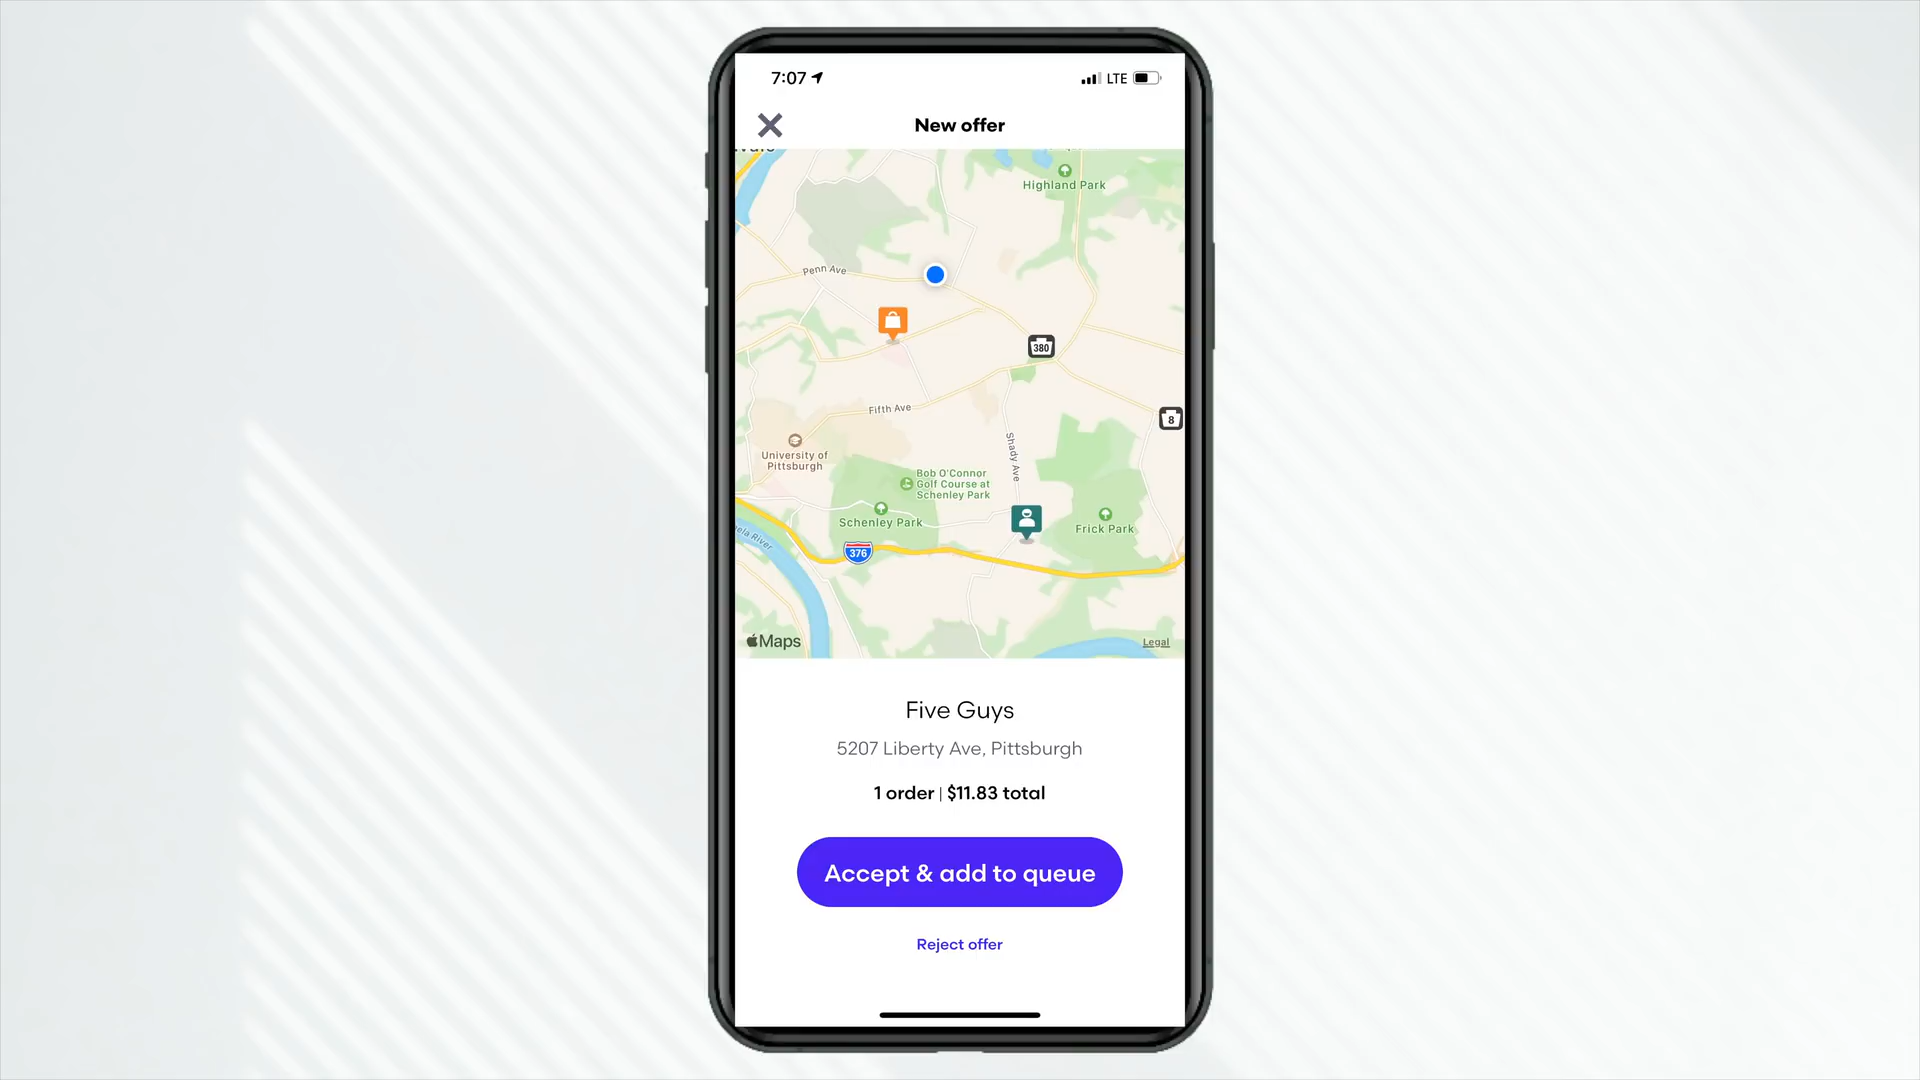 7:07
LTE
New offer
Highland Park
Penn Ave
380
8
Fifth Ave
Shady Ave
University of
Pittsburgh
Bob O'Connor
Golf Course at
Schenley Park
Schenley Park
Frick Park
376
Maps
Legal
Five Guys
5207 Liberty Ave, Pittsburgh
1 order | $11.83 total
Accept & add to queue
Reject offer